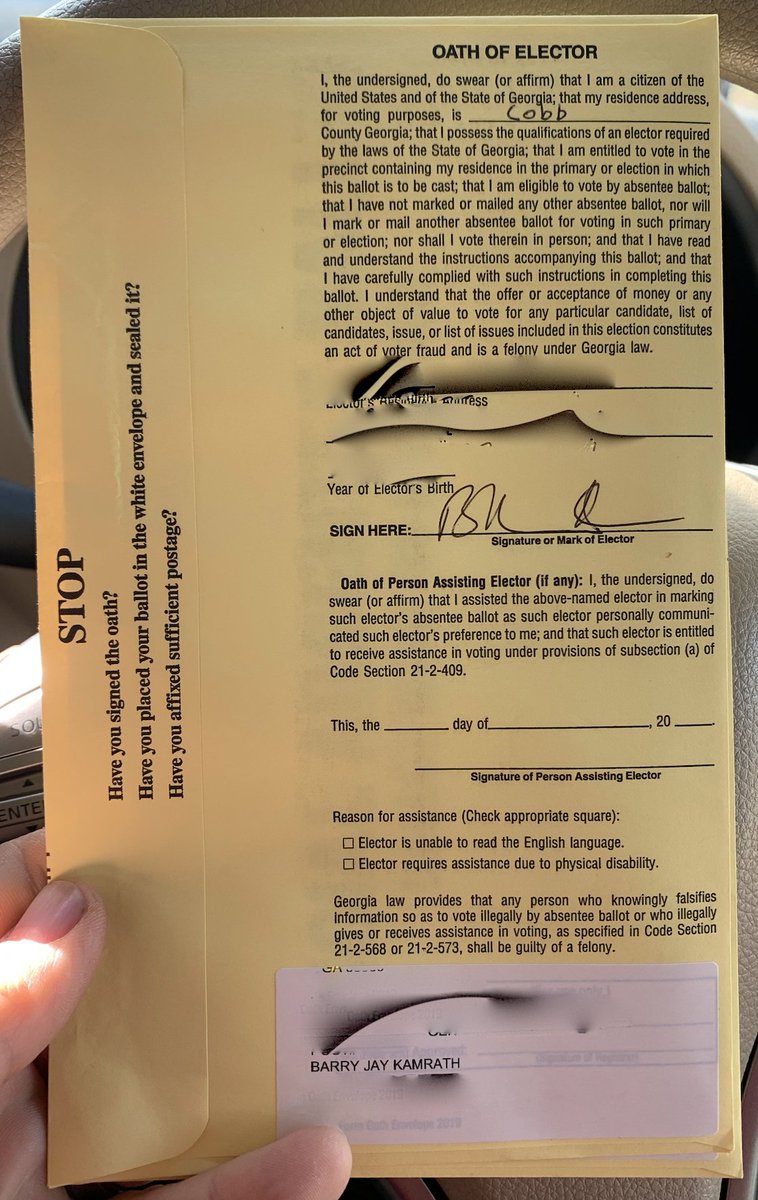 OATH OF ELECTOR
I, the undersigned, do swear (or affirm) that I am a citizen of the
United States and of the State of Georgia; that my residence address,
for voting purposes, is Cobb
County Georgia; that I possess the qualifications of an elector required
by the laws of the State of Georgia; that I am entitled to vote in the
precinct containing my residence in the primary or election in which
this ballot is to be cast; that I am eligible to vote by absentee ballot;
that I have not marked or mailed any other absentee ballot, nor will
I mark or mail another absentee ballot for voting in such primary
or election; nor shall I vote therein in person; and that I have read
and understand the instructions accompanying this ballot; and that
I have carefully complied with such instructions in completing this
ballot. I understand that the offer or acceptance of money or any
other object of value to vote for any particular candidate, list of
candidates, issue, or list of issues included in this election constitutes
an act of voter fraud and is a felony under Georgia law.
Year of Elector's Birth
SIGN HERE:
Signature or Mark of Elector
Oath of Person Assisting Elector (if any): I, the undersigned, do
swear (or affirm) that I assisted the above-named elector in marking
such elector's absentee ballot as such elector personally communi-
cated such elector's preference to me; and that such elector is entitled
to receive assistance in voting under provisions of subsection (a) of
Code Section 21-2-409.
This, the day of , 20 .
Signature of Person Assisting Elector
Reason for assistance (Check appropriate square):
Elector is unable to read the English language.
Elector requires assistance due to physical disability.
Georgia law provides that any person who knowingly falsifies
information so as to vote illegally by absentee ballot or who illegally
gives or receives assistance in voting, as specified in Code Section
21-2-568 or 21-2-573, shall be guilty of a felony.
GA
BARRY JAY KAMRATH
STOP
Have you signed the oath?
Have you placed your ballot in the white envelope and sealed it?
Have you affixed sufficient postage?